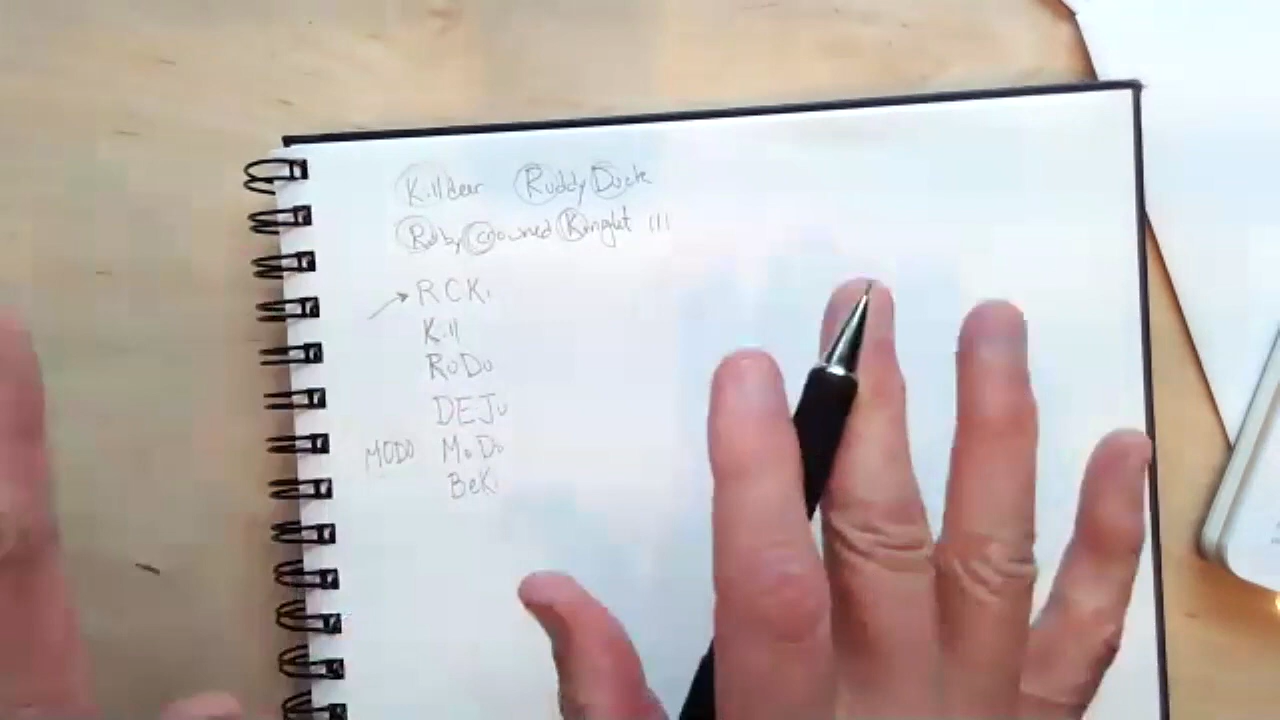 Killdeer Ruddy Duck
Ruby crowned Kinglet !!!
RCKi
Kill
RuDu
DEJu
MODO MoDo
BeKi